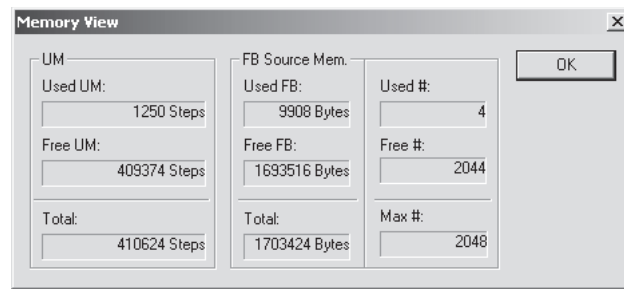 Memory View
OK
UM
Used UM:
1250 Steps
Free UM:
409374 Steps
Total:
410624 Steps
FB Source Mem.
Used FB:
9908 Bytes
Free FB:
1693516 Bytes
Total:
1703424 Bytes
Used #:
4
Free #:
2044
Max #:
2048